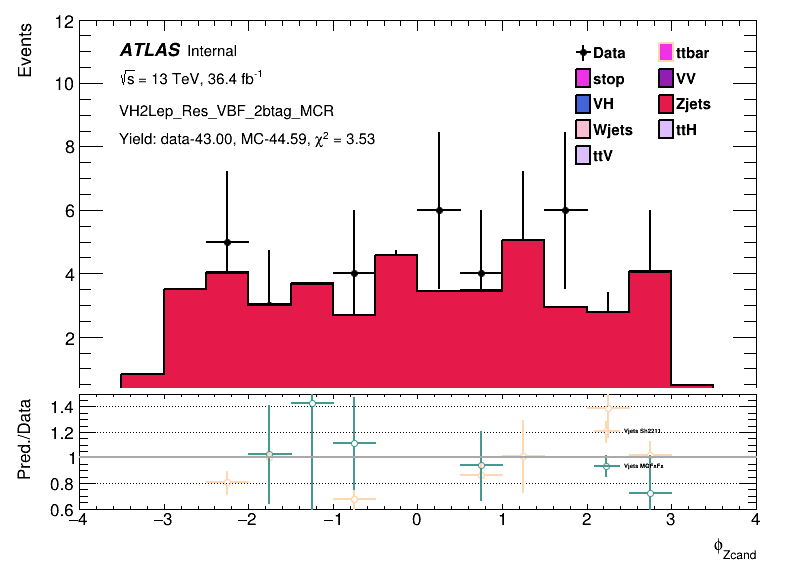 Events
12
10
8
6
4
2
ATLAS Internal
√s = 13 TeV, 36.4 fb⁻¹
VH2Lep_Res_VBF_2btag_MCR
Yield: data-43.00, MC-44.59, χ² = 3.53
Data
ttbar
stop
VV
VH
Zjets
Wjets
ttH
ttV
Pred./Data
1.4
1.2
1
0.8
0.6
Vjets Sh2211
Vjets MGFxFx
−4 −3 −2 −1 0 1 2 3 4
ϕZcand